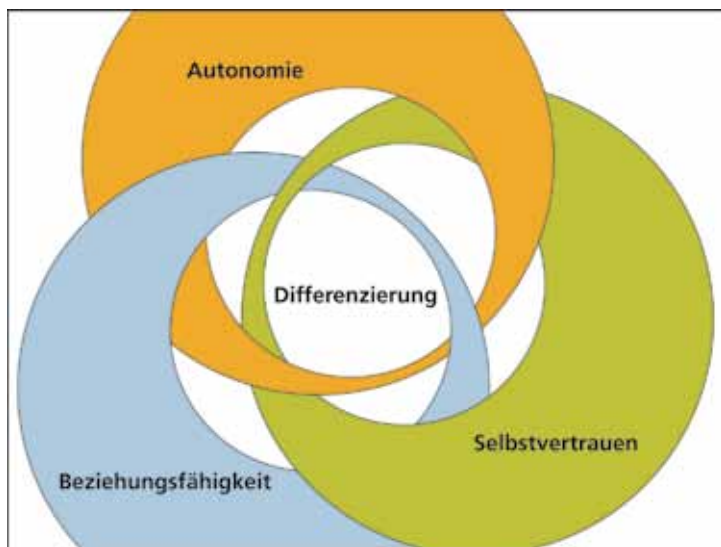 Autonomie
Differenzierung
Selbstvertrauen
Beziehungsfähigkeit